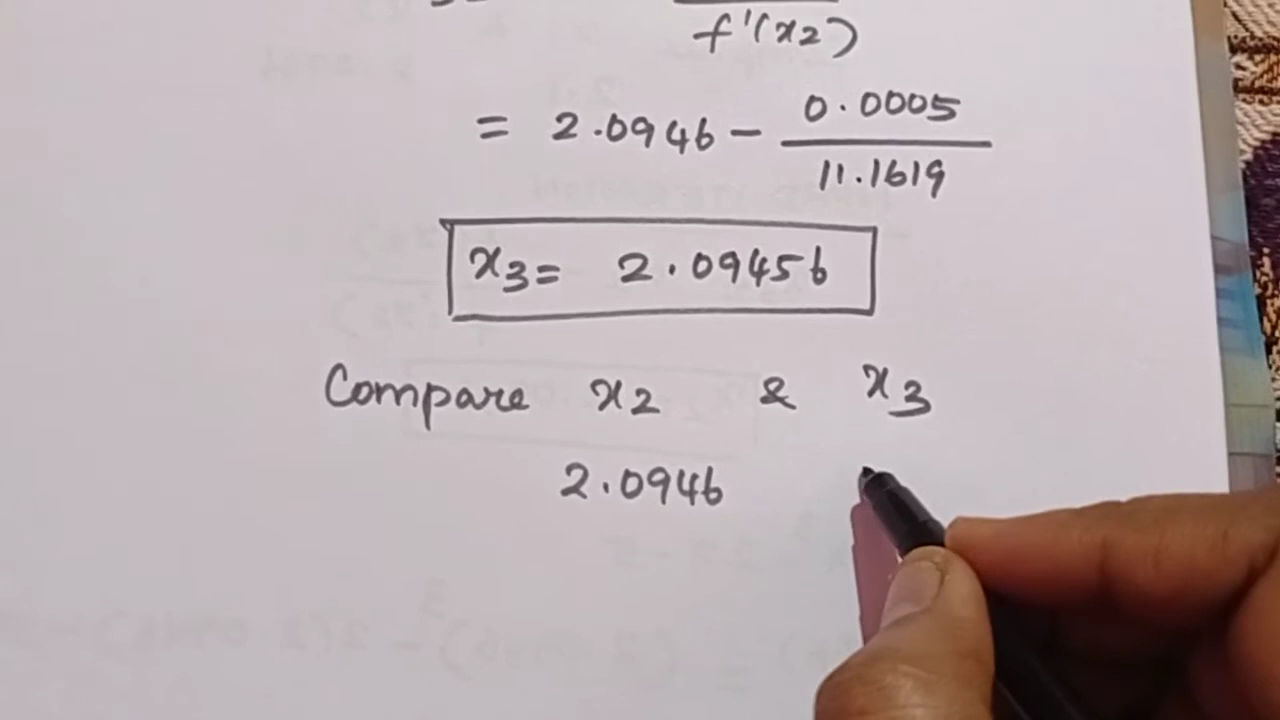 f'(x2)
= 2.0946 - 0.0005
11.1619
x3 = 2.09456
Compare x2 & x3
2.0946